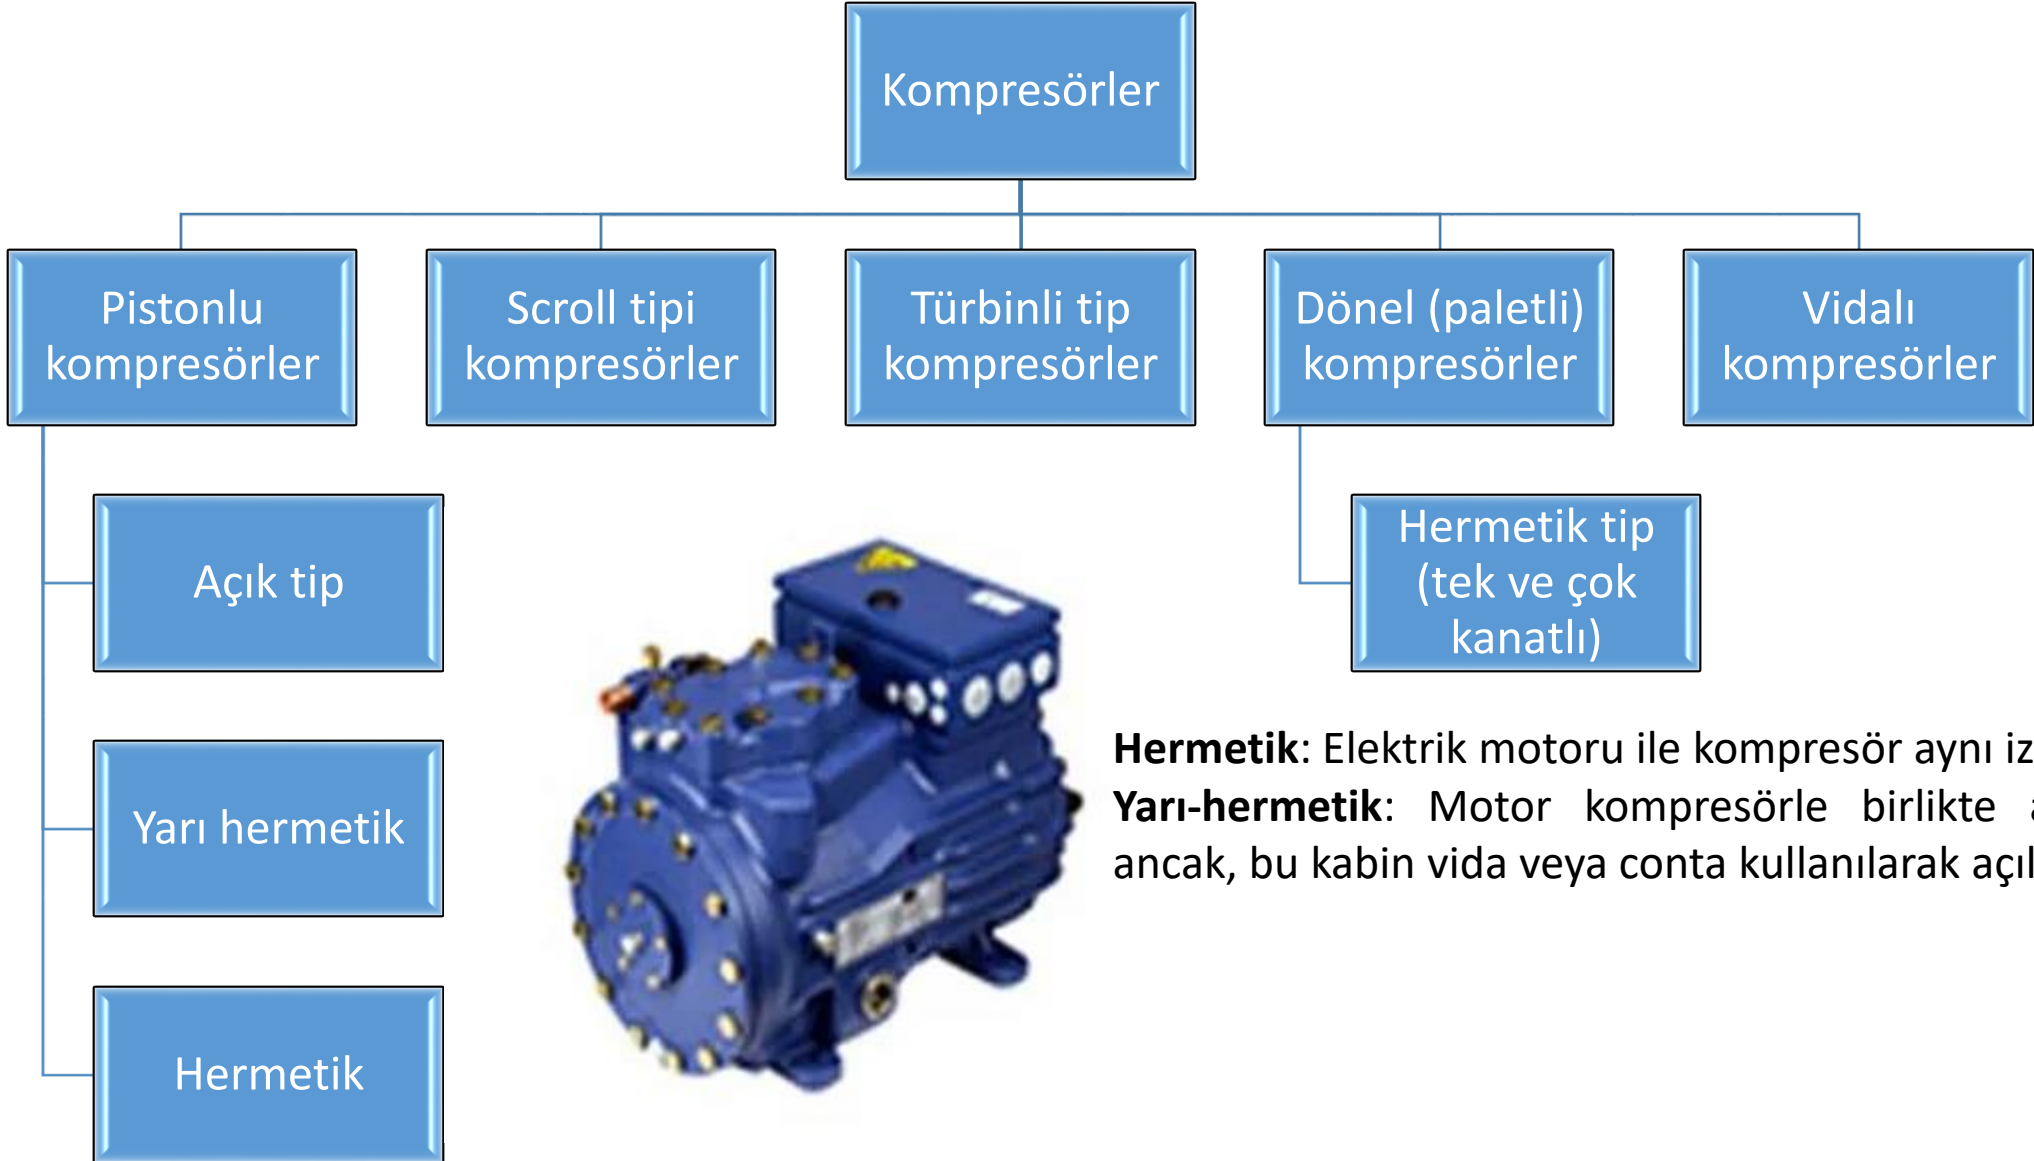 Kompresörler
Pistonlu
kompresörler
Scroll tipi
kompresörler
Türbinli tip
kompresörler
Dönel (paletli)
kompresörler
Vidalı
kompresörler
Açık tip
Yarı hermetik
Hermetik
Hermetik tip
(tek ve çok
kanatlı)
Hermetik: Elektrik motoru ile kompresör aynı
Yarı-hermetik: Motor kompresörle birlikte
ancak, bu kabin vida veya conta kullanılarak